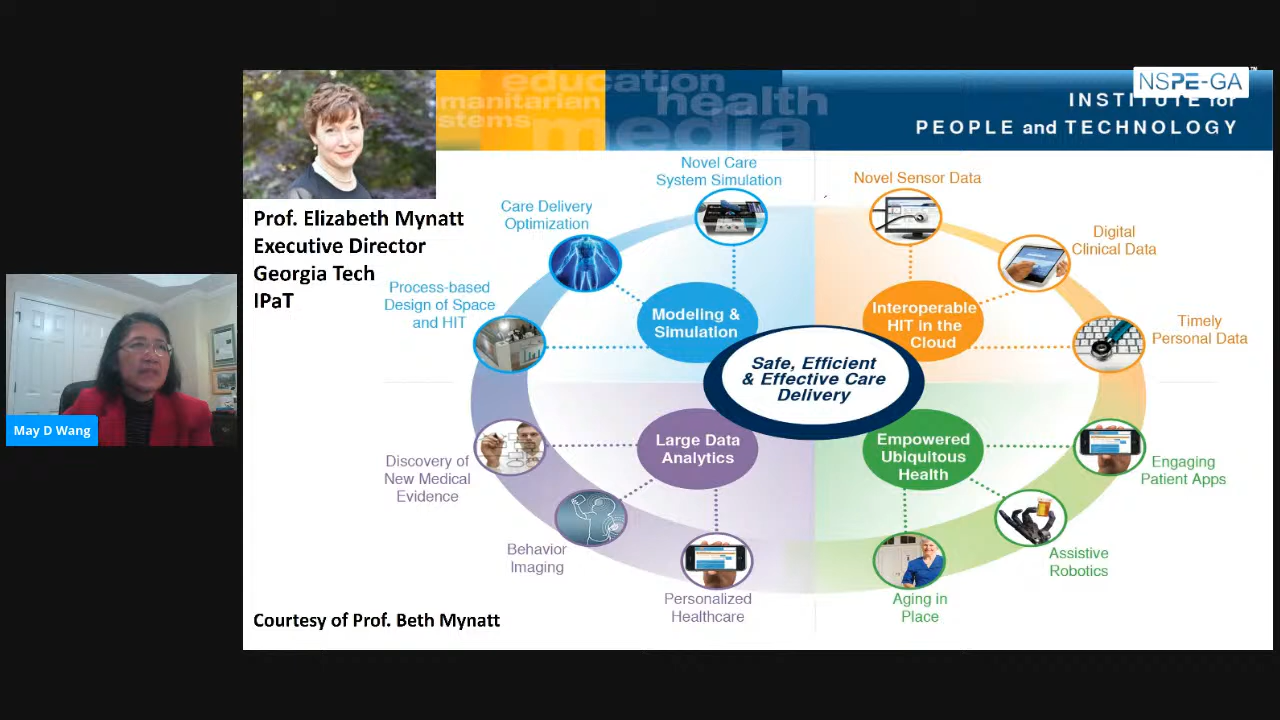 education
manitarian
stems
health
media
NSPE-GA
INSTITUTE for
PEOPLE and TECHNOLOGY
Prof. Elizabeth Mynatt
Executive Director
Georgia Tech
IPaT
Novel Care
System Simulation
Care Delivery
Optimization
Process-based
Design of Space
and HIT
Modeling &
Simulation
Novel Sensor Data
Digital
Clinical Data
Timely
Personal Data
Interoperable
HIT in the
Cloud
Safe, Efficient
& Effective Care
Delivery
May D Wang
Large Data
Analytics
Discovery of
New Medical
Evidence
Behavior
Imaging
Personalized
Healthcare
Empowered
Ubiquitous
Health
Engaging
Patient Apps
Assistive
Robotics
Aging in
Place
Courtesy of Prof. Beth Mynatt